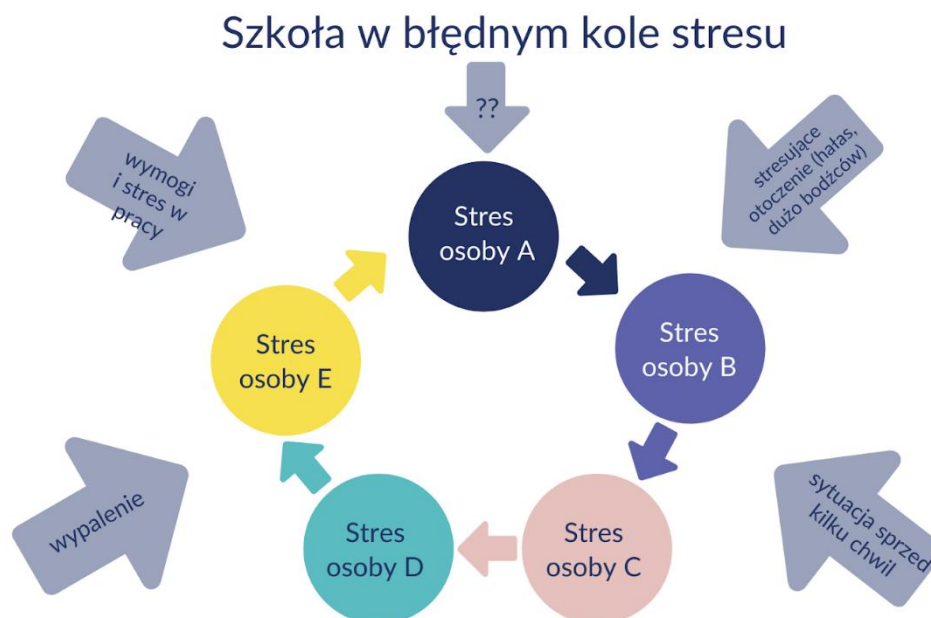 Szkoła w błędnym kole stresu
??
wymogi
i stres w
pracy
stresujące
otoczenie (hałas,
dużo bodźców)
Stres
osoby A
Stres
osoby B
Stres
osoby E
Stres
osoby D
Stres
osoby C
wypalenie
sytuacja sprzed
kilku chwil